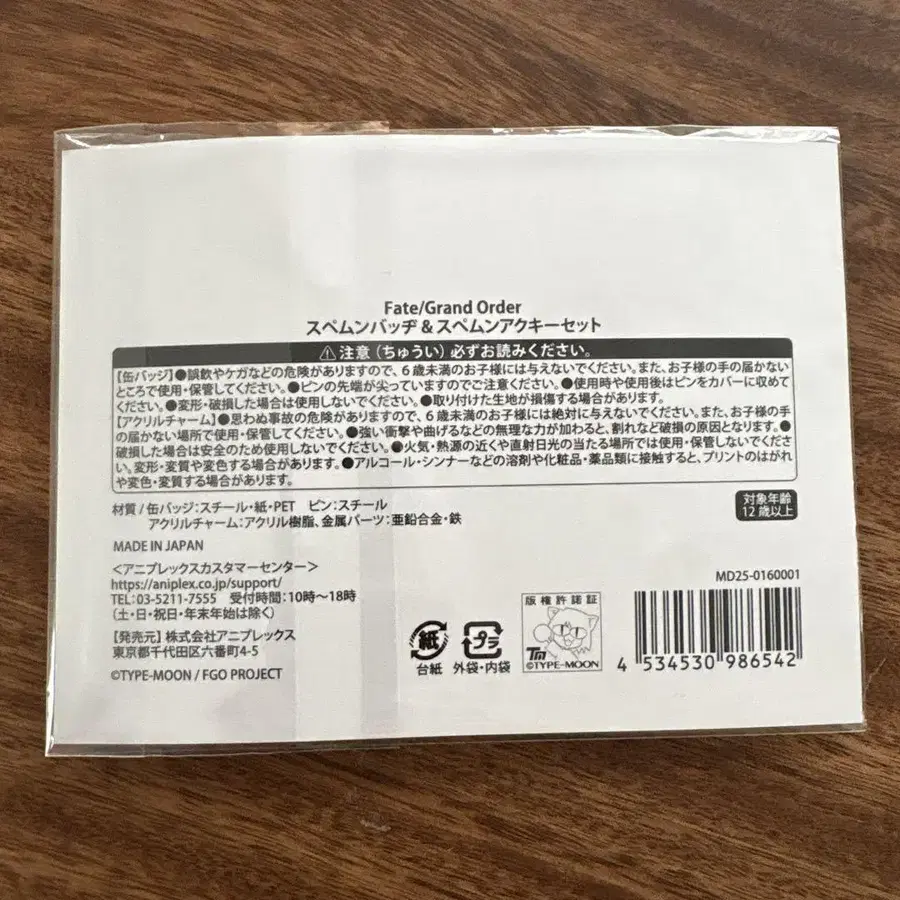 Fate/Grand Order
スペムンバッヂ＆スペムンアクキーセット
⚠注意（ちゅうい）必ずお読みください。
【缶バッジ】●誤飲やケガなどの危険がありますので、6歳未満のお子様には与えないでください。また、お子様の手の届かない
ところで使用・保管してください。●ピンの先端が尖っていますのでご注意ください。●使用時や使用後はピンをカバーに収めて
ください。●変形・破損した場合は使用しないでください。●取り付けた生地が損傷する場合があります。
【アクリルチャーム】●思わぬ事故の危険がありますので、6歳未満のお子様には絶対に与えないでください。また、お子様の手
の届かない場所で使用・保管してください。●強い衝撃や曲げるなどの無理な力が加わると、割れなど破損の原因となります。●
破損した場合は安全のため使用しないでください。●火気・熱源の近くや直射日光の当たる場所では使用・保管しないでくださ
い。変形・変質や変色する場合があります。●アルコール・シンナーなどの溶剤や化粧品・薬品類に接触すると、プリントのはがれ
や変色・変質する場合があります。
材質／缶バッジ：スチール・紙・PET　ピン：スチール
アクリルチャーム：アクリル樹脂、金属パーツ：亜鉛合金・鉄
対象年齢
12歳以上
MADE IN JAPAN
＜アニプレックスカスタマーセンター＞
https://aniplex.co.jp/support/
TEL：03-5211-7555　受付時間：10時〜18時
（土・日・祝日・年末年始は除く）
【発売元】株式会社アニプレックス
東京都千代田区六番町4-5
©TYPE-MOON / FGO PROJECT
紙
台紙
プラ
外袋・内袋
版権許諾証
TM
©TYPE-MOON
MD25-0160001
4 534530 986542